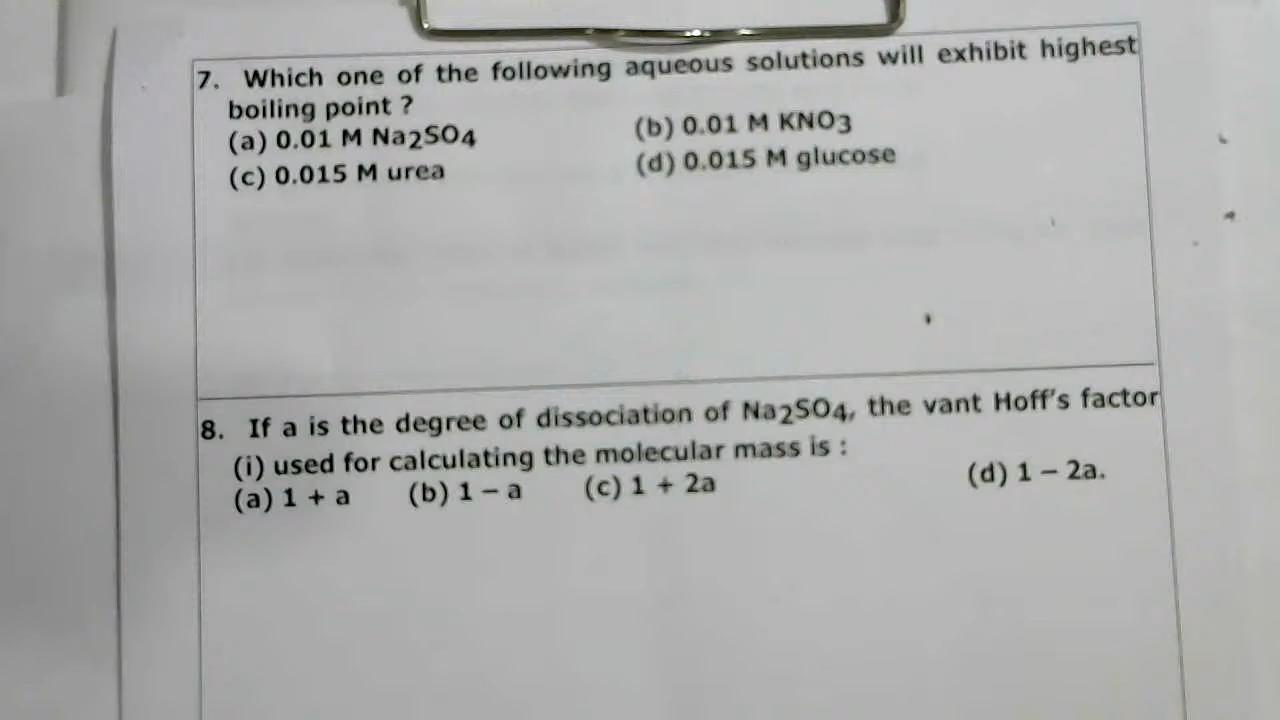 7. Which one of the following aqueous solutions will exhibit highest
boiling point ?
(a) 0.01 M Na2SO4 (b) 0.01 M KNO3
(c) 0.015 M urea (d) 0.015 M glucose
8. If a is the degree of dissociation of Na2SO4, the vant Hoff's factor
(i) used for calculating the molecular mass is :
(a) 1 + a (b) 1 – a (c) 1 + 2a (d) 1 – 2a.